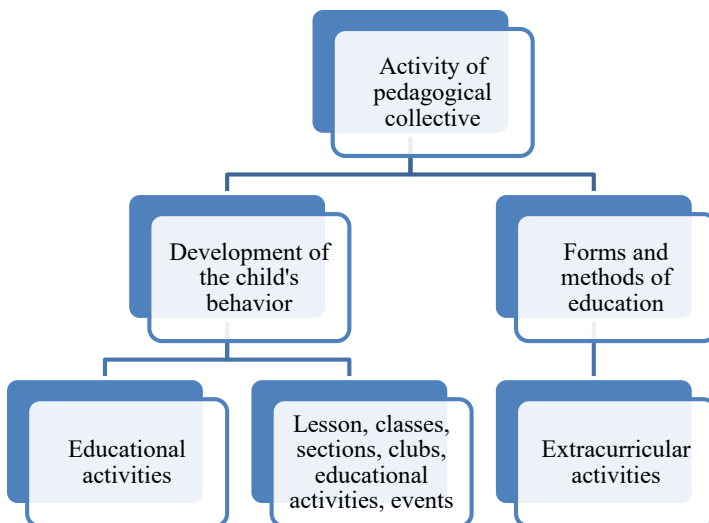 Activity of
pedagogical
collective
Development of
the child's
behavior
Forms and
methods of
education
Educational
activities
Lesson, classes,
sections, clubs,
educational
activities, events
Extracurricular
activities